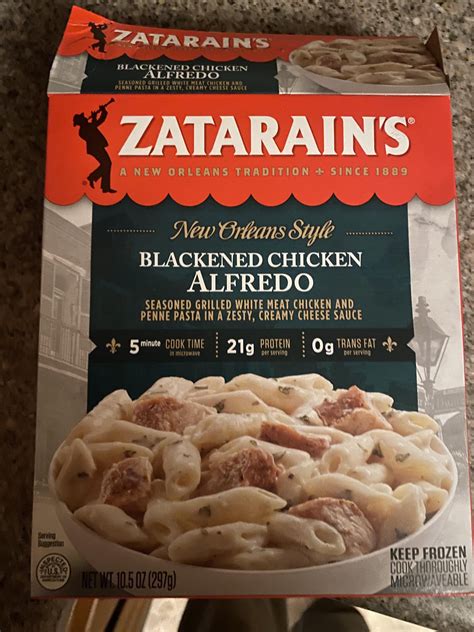 ZATARAIN'S
BLACKENED CHICKEN
ALFREDO
SEASONED GRILLED WHITE MEAT CHICKEN AND
PENNE PASTA IN A ZESTY, CREAMY CHEESE SAUCE
ZATARAIN'S®
A NEW ORLEANS TRADITION + SINCE 1889
New Orleans Style
BLACKENED CHICKEN
ALFREDO
SEASONED GRILLED WHITE MEAT CHICKEN AND
PENNE PASTA IN A ZESTY, CREAMY CHEESE SAUCE
5 minute COOK TIME in microwave
21g PROTEIN per serving
0g TRANS FAT per serving
Serving
Suggestion
NET WT. 10.5 OZ (297g)
KEEP FROZEN
COOK THOROUGHLY
MICROWAVEABLE